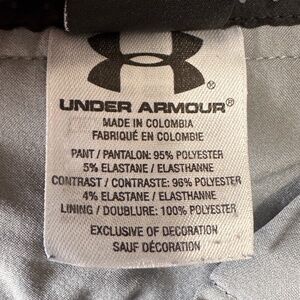 UNDER ARMOUR®
MADE IN COLOMBIA
FABRIQUÉ EN COLOMBIE
PANT / PANTALON: 95% POLYESTER
5% ELASTANE / ELASTHANNE
CONTRAST / CONTRASTE: 96% POLYESTER
4% ELASTANE / ELASTHANNE
LINING / DOUBLURE: 100% POLYESTER
EXCLUSIVE OF DECORATION
SAUF DÉCORATION